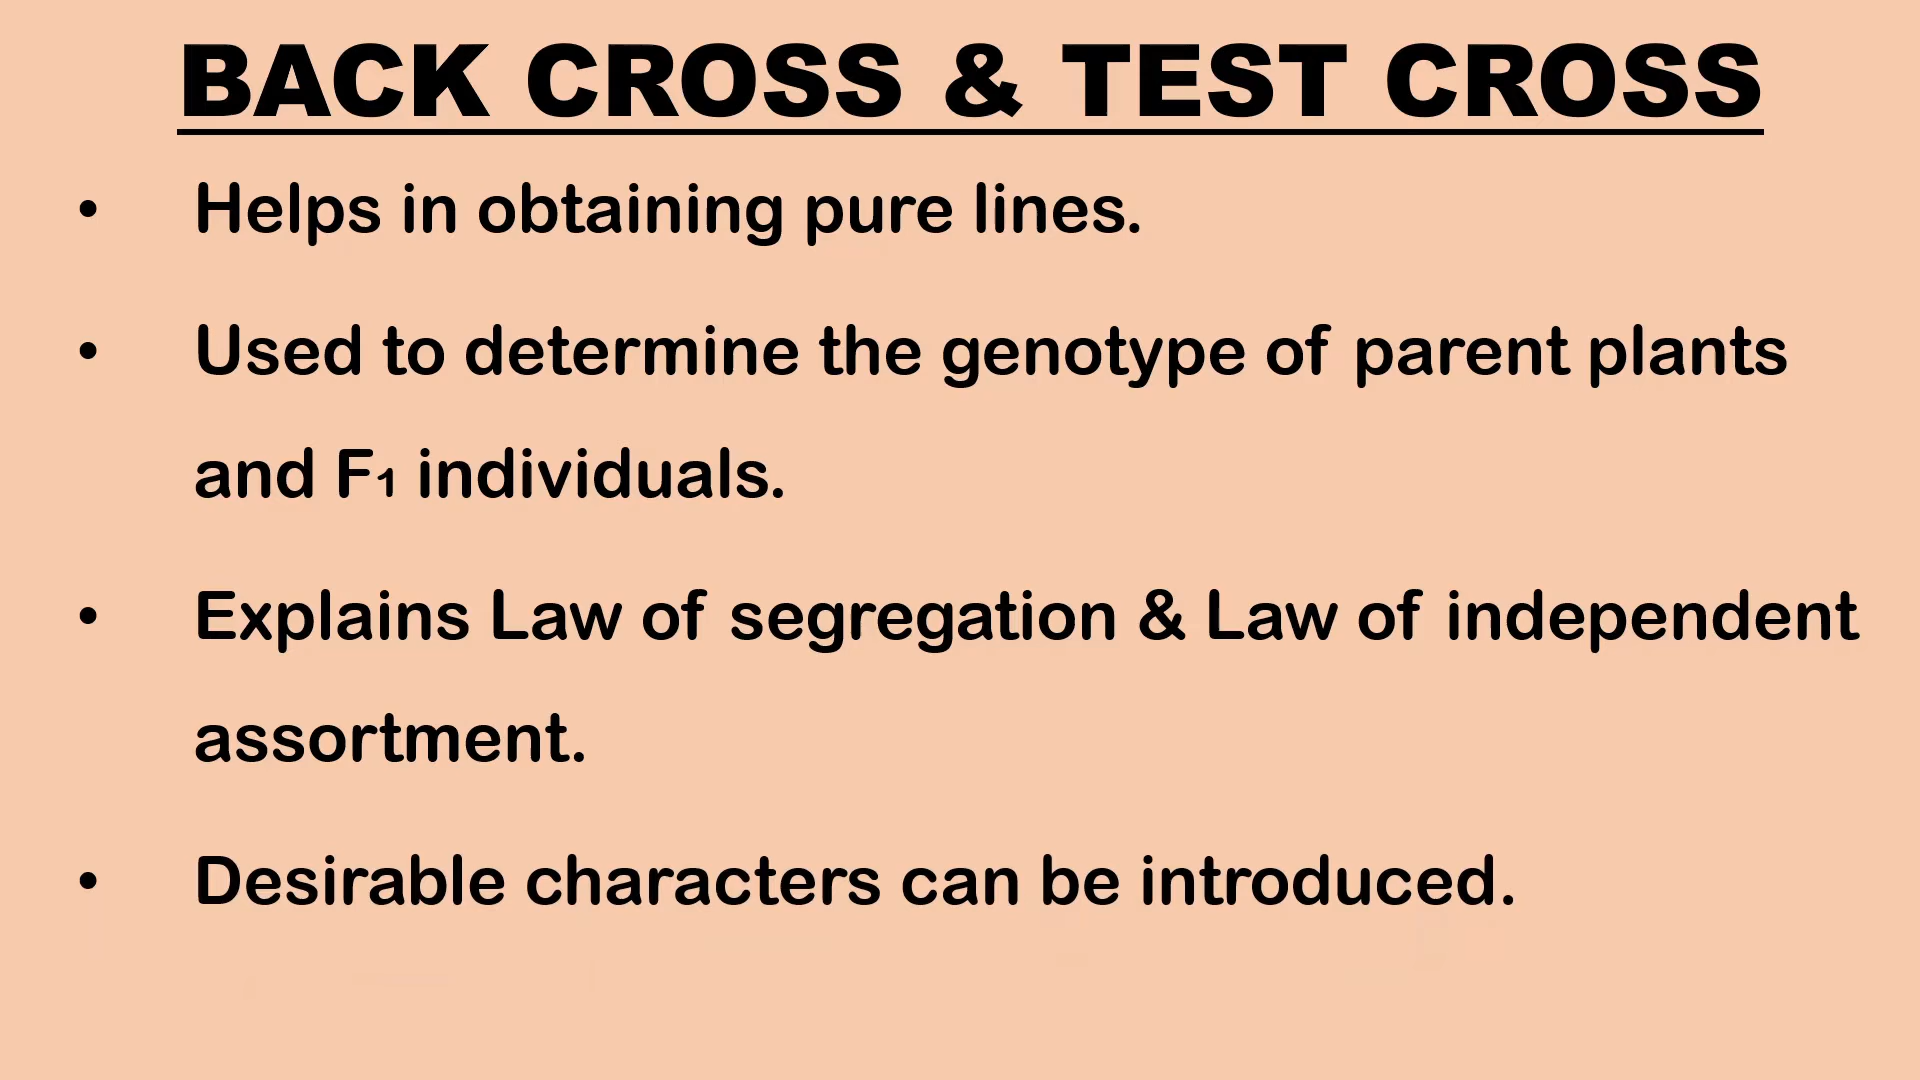 BACK CROSS & TEST CROSS
• Helps in obtaining pure lines.
• Used to determine the genotype of parent plants
and F₁ individuals.
• Explains Law of segregation & Law of independent
assortment.
• Desirable characters can be introduced.